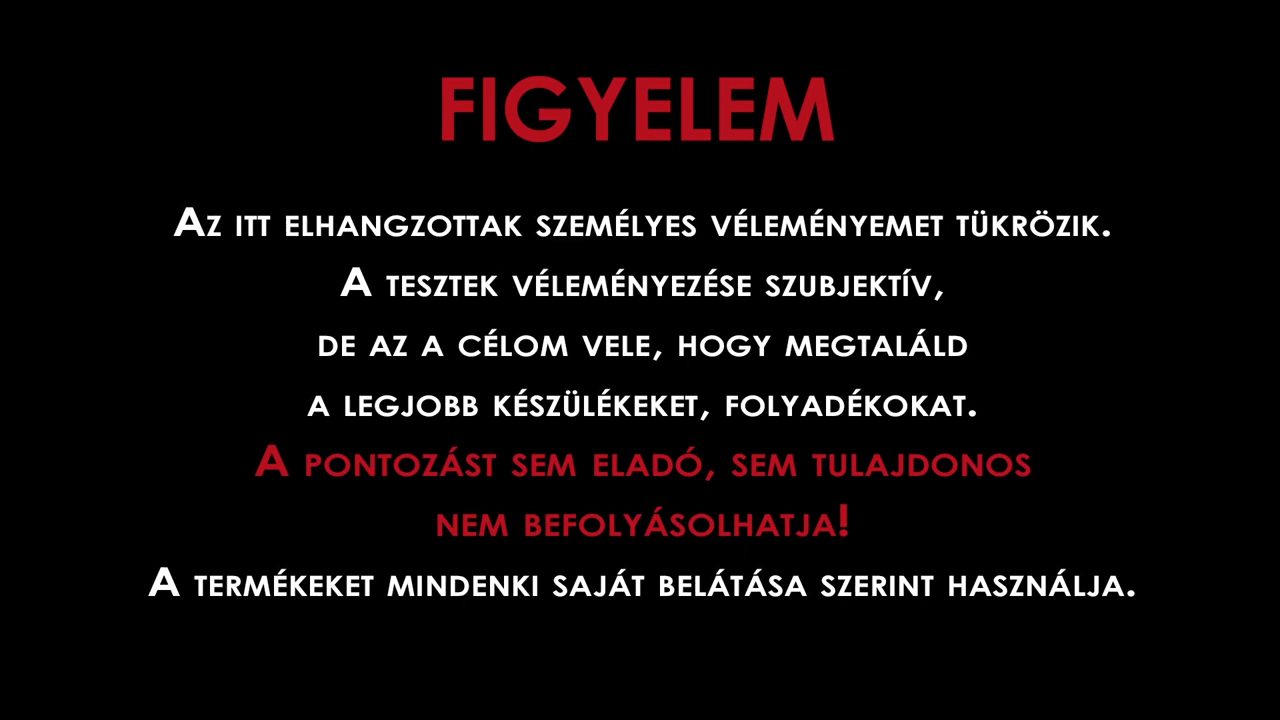 FIGYELEM
Az itt elhangzottak személyes véleményemet tükrözik.
A tesztek véleményezése szubjektív,
de az a célom vele, hogy megtaláld
a legjobb készülékeket, folyadékokat.
A pontozást sem eladó, sem tulajdonos
nem befolyásolhatja!
A termékeket mindenki saját belátása szerint használja.